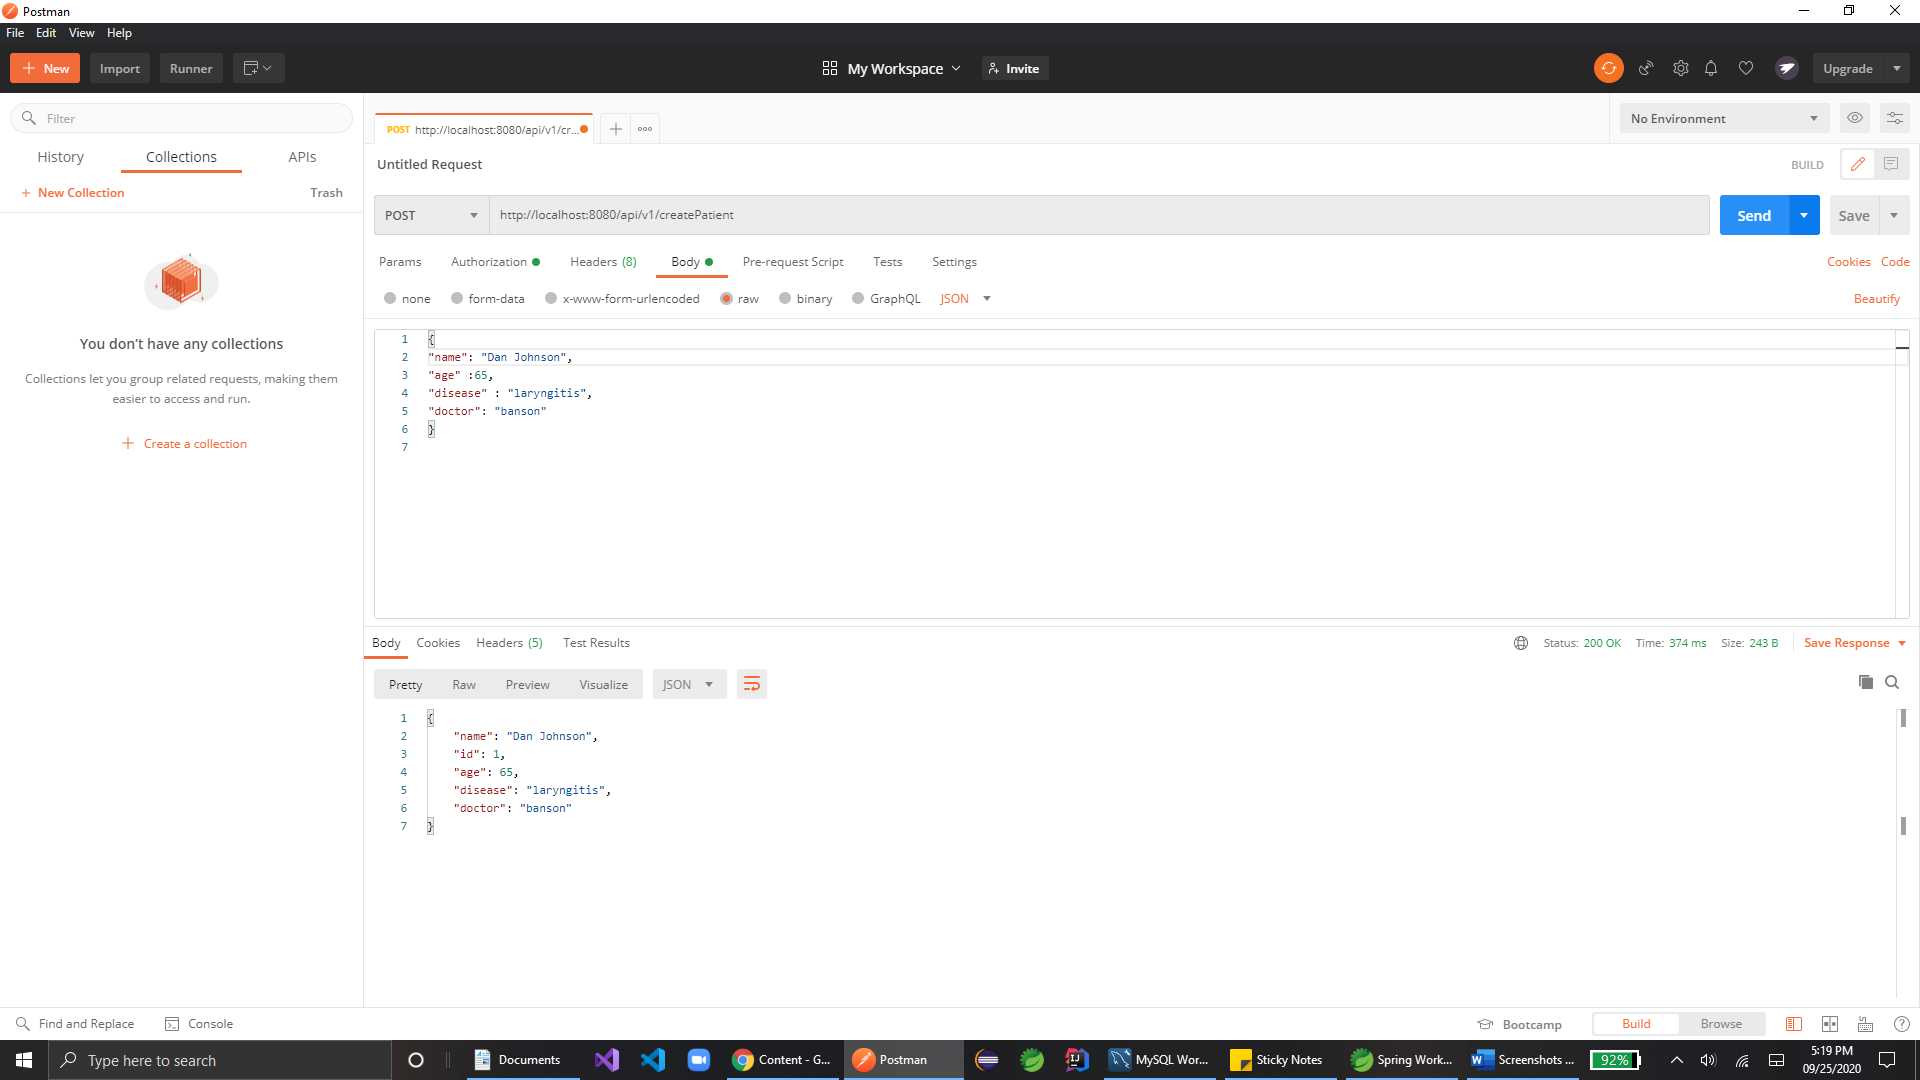 Postman
File Edit View Help
New Import Runner My Workspace Invite Upgrade
Filter
History Collections APIs
+ New Collection Trash
You don't have any collections
Collections let you group related requests, making them
easier to access and run.
+ Create a collection
POST http://localhost:8080/api/v1/cr... No Environment
Untitled Request BUILD
POST http://localhost:8080/api/v1/createPatient Send Save
Params Authorization Headers (8) Body Pre-request Script Tests Settings Cookies Code
none form-data x-www-form-urlencoded raw binary GraphQL JSON Beautify
1 {
2 "name": "Dan Johnson",
3 "age" :65,
4 "disease" : "laryngitis",
5 "doctor": "banson"
6 }
7
Body Cookies Headers (5) Test Results Status: 200 OK Time: 374 ms Size: 243 B Save Response
Pretty Raw Preview Visualize JSON
1 {
2 "name": "Dan Johnson",
3 "id": 1,
4 "age": 65,
5 "disease": "laryngitis",
6 "doctor": "banson"
7 }
Find and Replace Console Bootcamp Build Browse
Type here to search Documents Content - G... Postman MySQL Wor... Sticky Notes Spring Work... Screenshots ... 92% 5:19 PM
09/25/2020